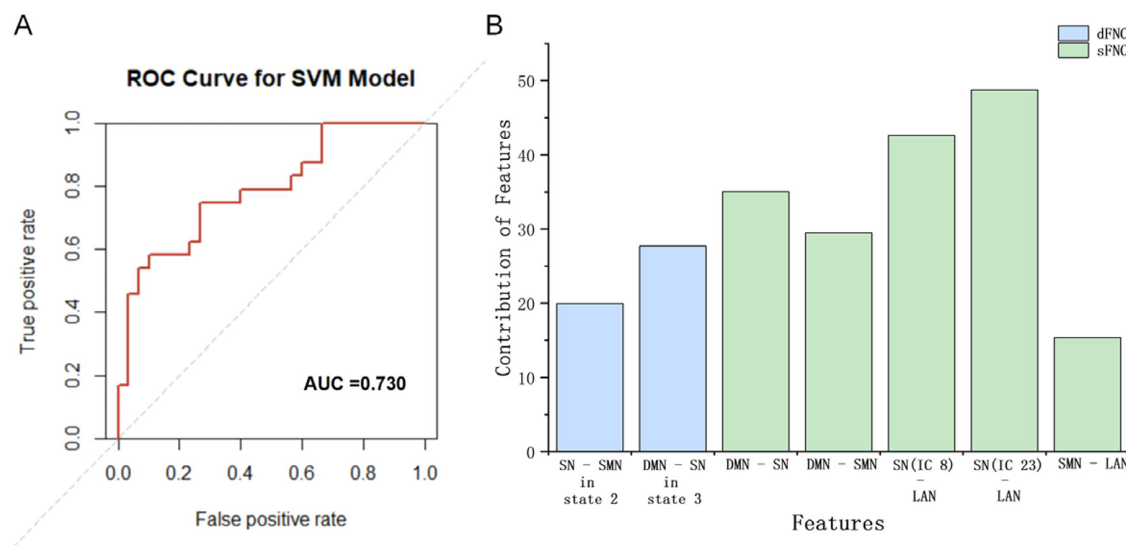 A
ROC Curve for SVM Model
True positive rate
1.0
0.8
0.6
0.4
0.2
0.0
AUC =0.730
0.0 0.2 0.4 0.6 0.8 1.0
False positive rate
B
dFNC
sFNC
Contribution of Features
50
40
30
20
10
0
SN - SMN
in
state 2
DMN - SN
in
state 3
DMN - SN
DMN - SMN
SN(IC 8)
-
LAN
SN(IC 23)
-
LAN
SMN - LAN
Features